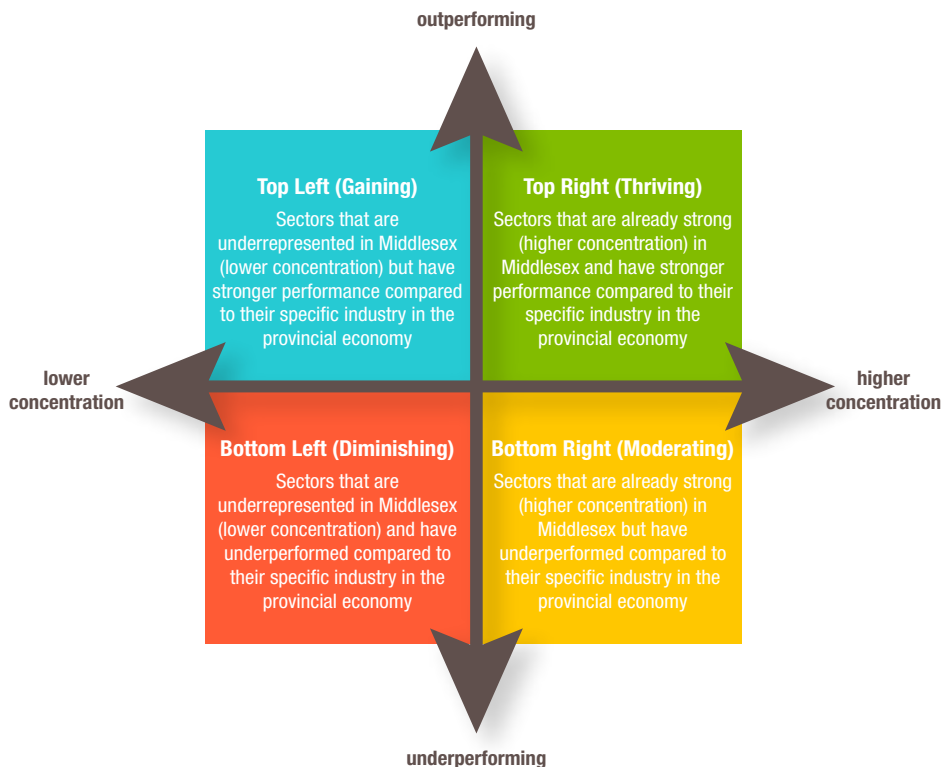 outperforming
Top Left (Gaining)
Sectors that are
underrepresented in Middlesex
(lower concentration) but have
stronger performance compared
to their specific industry in the
provincial economy
Top Right (Thriving)
Sectors that are already strong
(higher concentration) in
Middlesex and have stronger
performance compared to their
specific industry in the
provincial economy
lower
concentration
higher
concentration
Bottom Left (Diminishing)
Sectors that are
underrepresented in Middlesex
(lower concentration) and have
underperformed compared to
their specific industry in the
provincial economy
Bottom Right (Moderating)
Sectors that are already strong
(higher concentration) in
Middlesex but have
underperformed compared to
their specific industry in the
provincial economy
underperforming